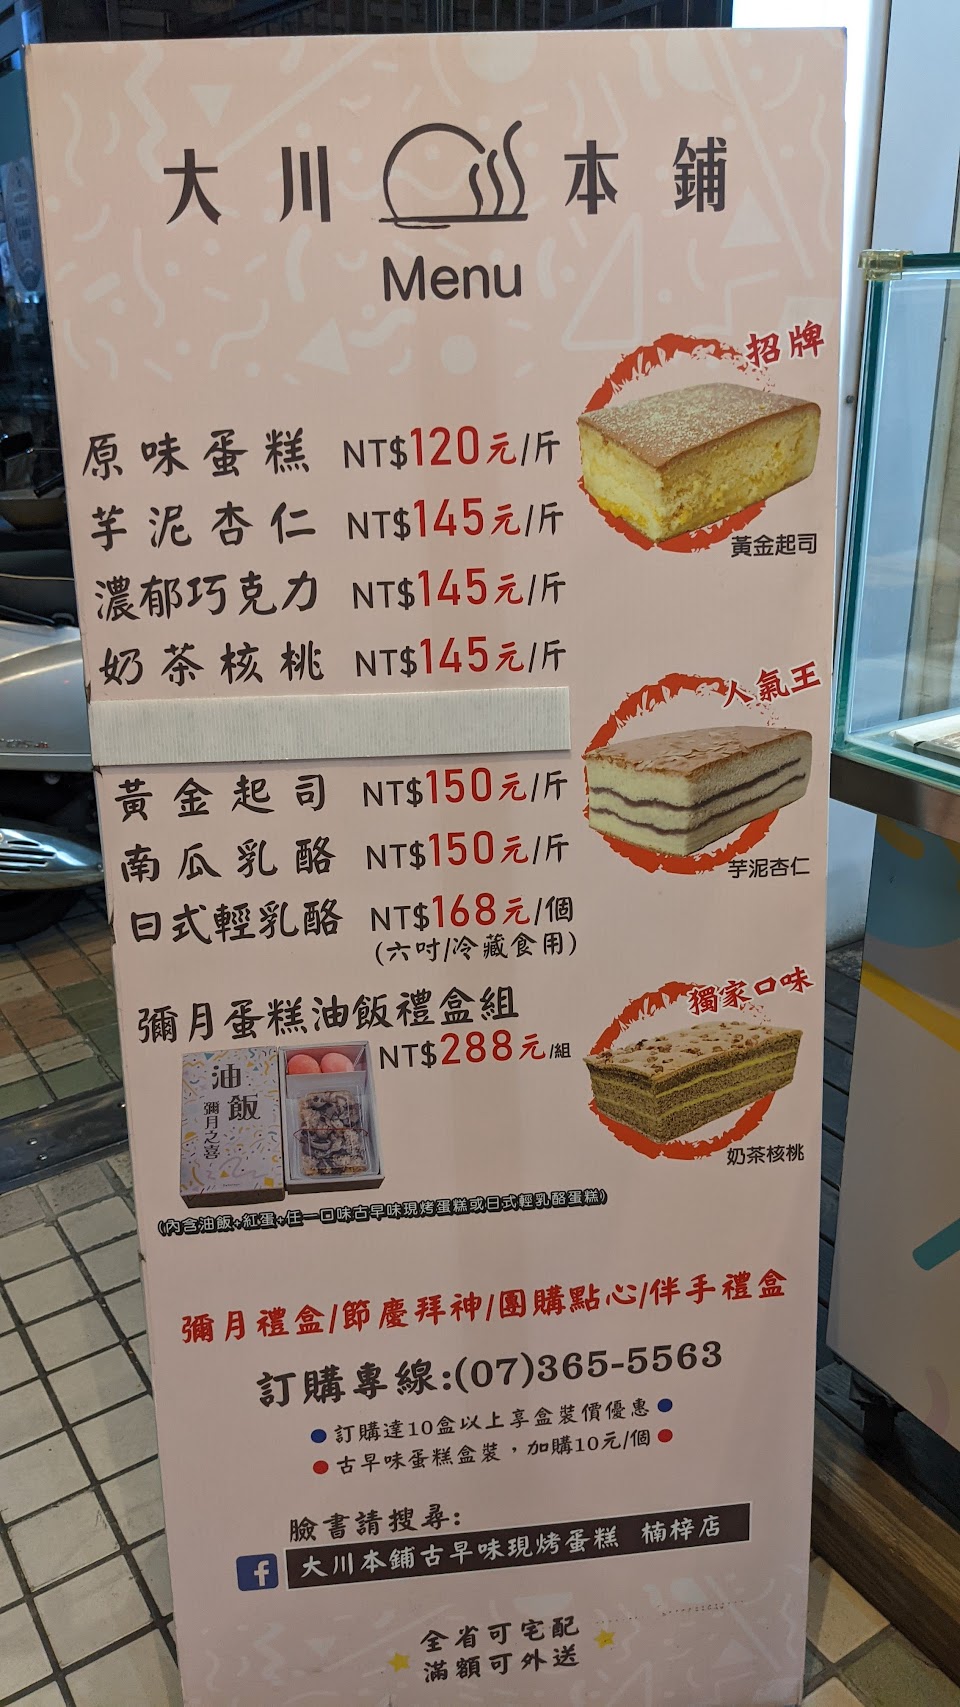 大川本鋪
Menu
招牌
原味蛋糕 NT$120元/斤
芋泥杏仁 NT$145元/斤
黃金起司
濃郁巧克力 NT$145元/斤
奶茶核桃 NT$145元/斤
人氣王
黃金起司 NT$150元/斤
南瓜乳酪 NT$150元/斤
芋泥杏仁
日式輕乳酪 NT$168元/個
(六吋/冷藏食用)
獨家口味
彌月蛋糕油飯禮盒組
NT$288元/組
油飯
彌月之喜
奶茶核桃
(內含油飯+紅蛋+任一口味古早味現烤蛋糕或日式輕乳酪蛋糕)
彌月禮盒/節慶拜神/團購點心/伴手禮盒
訂購專線:(07)365-5563
訂購達10盒以上享盒裝價優惠
古早味蛋糕盒裝，加購10元/個
臉書請搜尋:
f 大川本鋪古早味現烤蛋糕 楠梓店
全省可宅配
滿額可外送